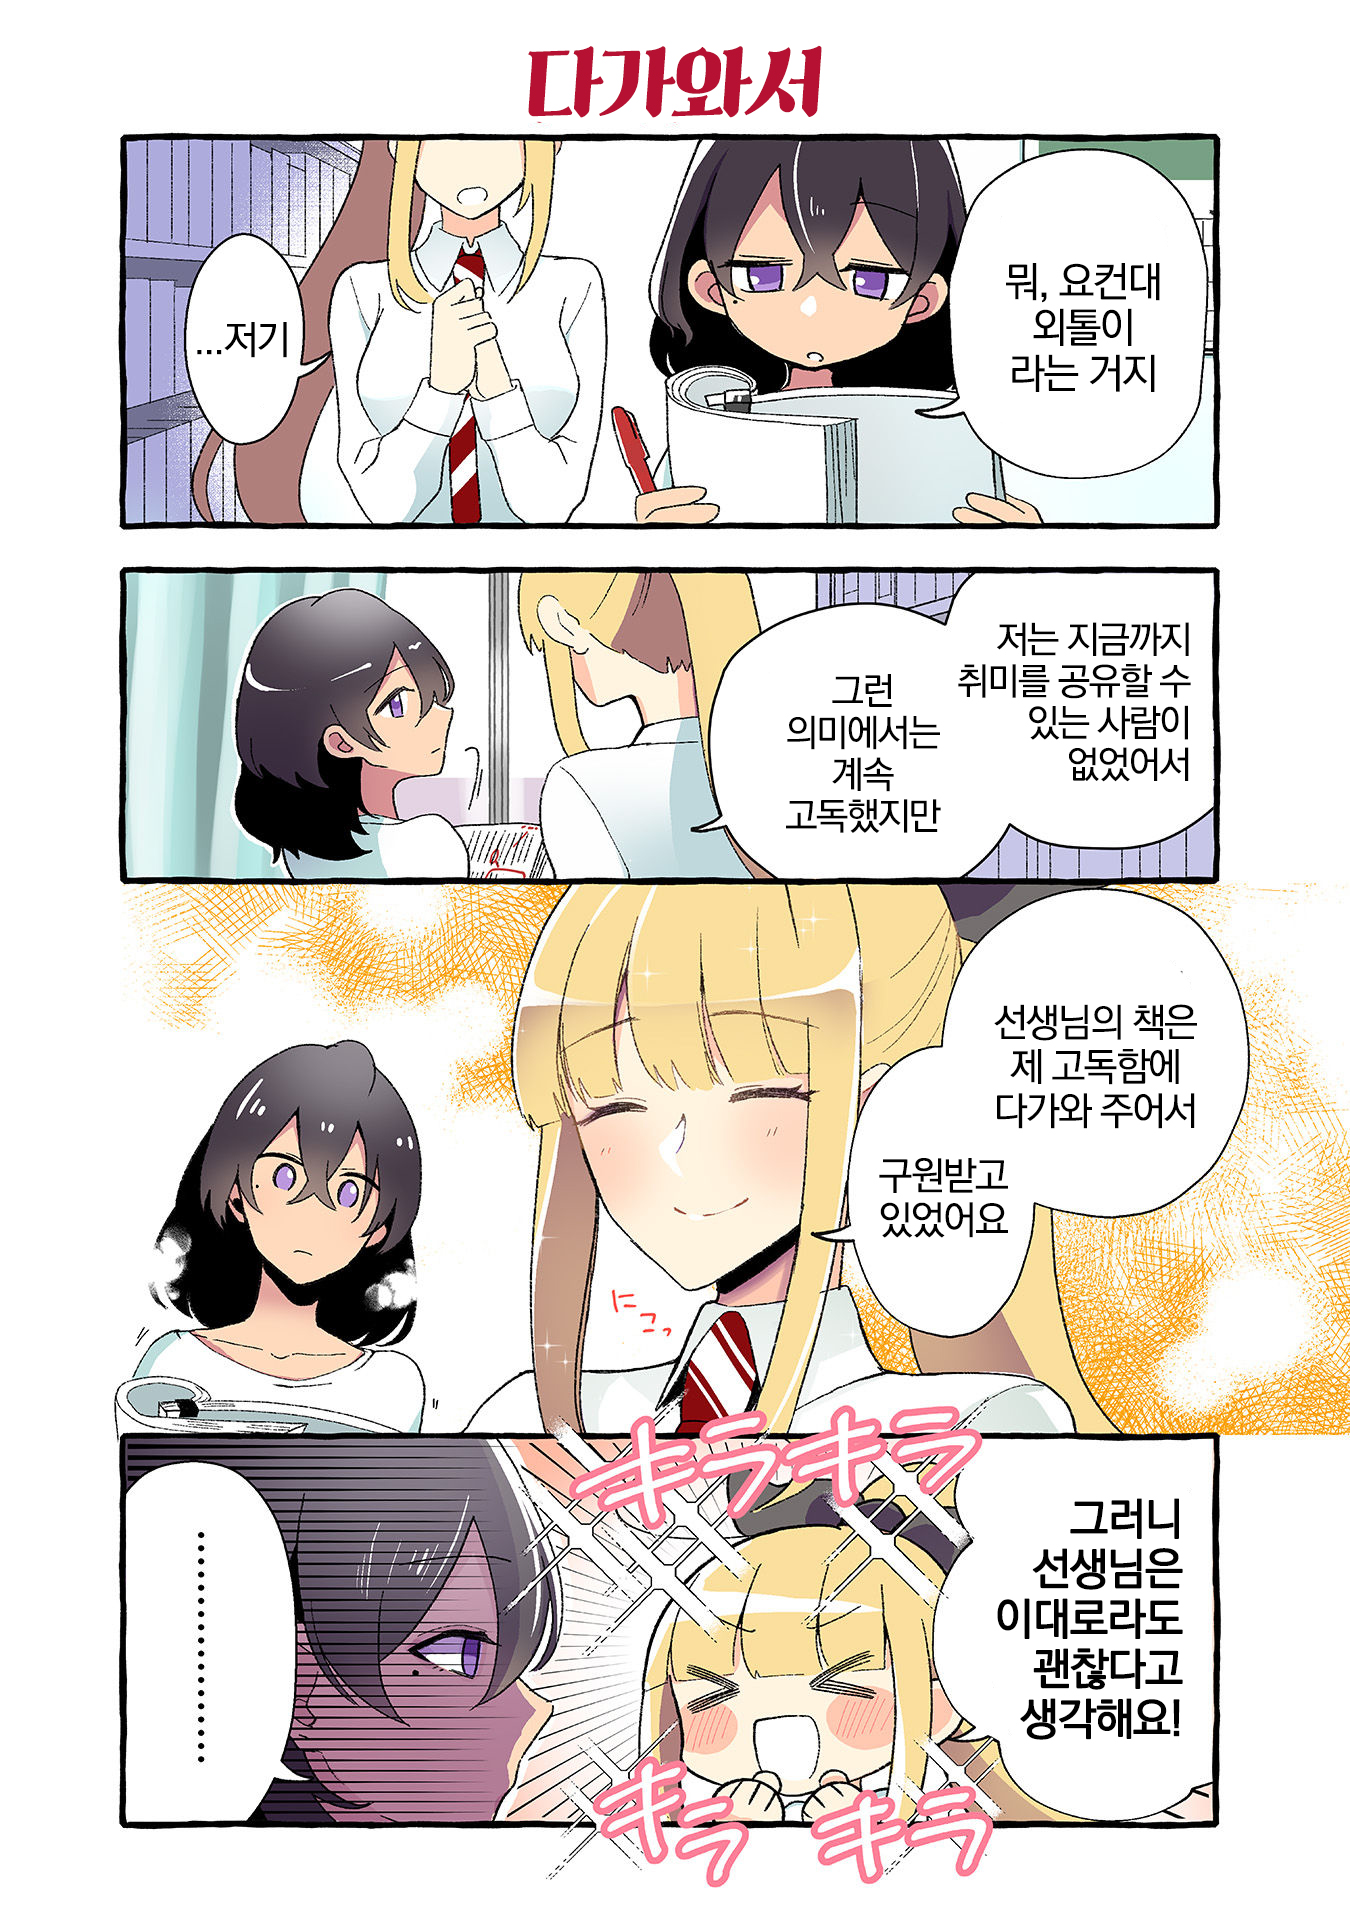 다가와서
뭐, 요컨대
외톨이
라는 거지
...저기
저는 지금까지
취미를 공유할 수
있는 사람이
없었어서
그런
의미에서는
계속
고독했지만
선생님의 책은
제 고독함에
다가와 주어서
구원받고
있었어요
にこっ
그러니
선생님은
이대로라도
괜찮다고
생각해요!
キラキラ
キラ
キラ
⋯⋯⋯⋯⋯